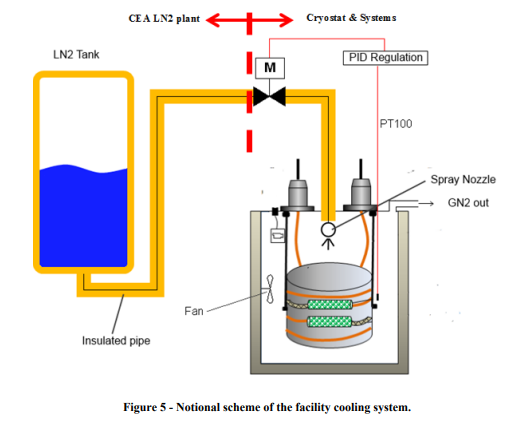 CEA LN2 plant
Cryostat & Systems
LN2 Tank
M
PID Regulation
PT100
Spray Nozzle
GN2 out
Fan
Insulated pipe
Figure 5 - Notional scheme of the facility cooling system.